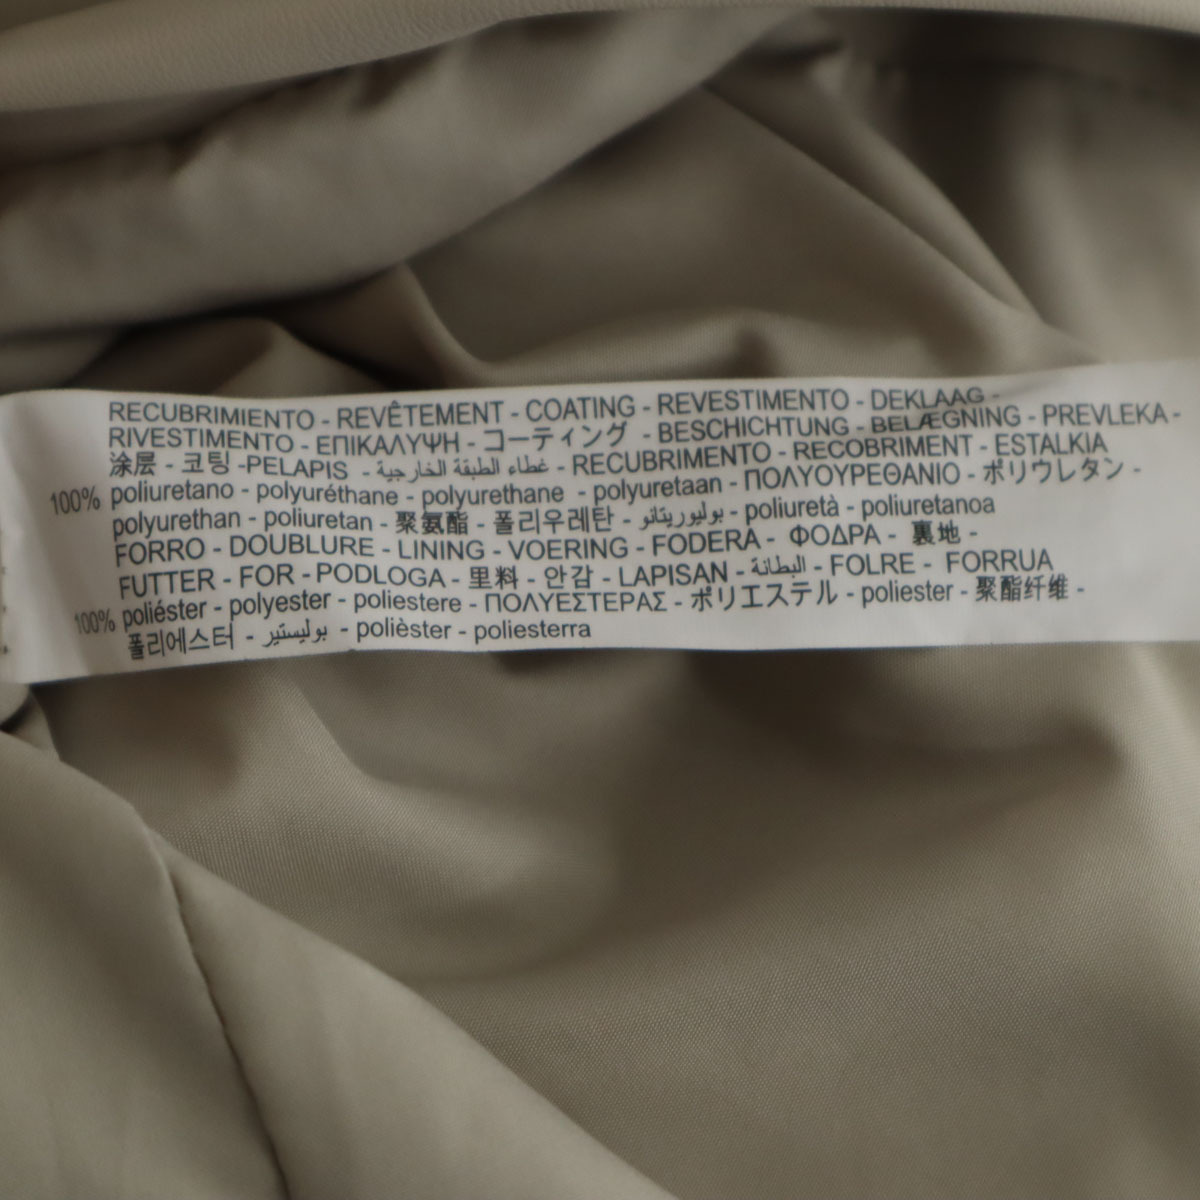 RECUBRIMIENTO - REVÊTEMENT - COATING - REVESTIMENTO - DEKLAAG -
RIVESTIMENTO - ΕΠΙΚΑΛΥΨΗ - コーティング - BESCHICHTUNG - BELÆGNING - PREVLEKA -
涂层 - 코팅 -PELAPIS - غطاء الطبقة الخارجية - RECUBRIMENTO - RECOBRIMENT - ESTALKIA
100% poliuretano - polyuréthane - polyurethane - polyuretaan - ΠΟΛΥΟΥΡΕΘΑΝΙΟ - ポリウレタン -
polyurethan - poliuretan - 聚氨酯 - 폴리우레탄 - بوليوريتانو - poliuretà - poliuretanoa
FORRO - DOUBLURE - LINING - VOERING - FODERA - ΦΟΔΡΑ - 裏地 -
FUTTER - FOR - PODLOGA - 里料 - 안감 - LAPISAN - البطانة - FOLRE - FORRUA
100% poliéster - polyester - poliestere - ΠΟΛΥΕΣΤΕΡΑΣ - ポリエステル - poliester - 聚酯纤维 -
폴리에스터 - بوليستير - polièster - poliesterra